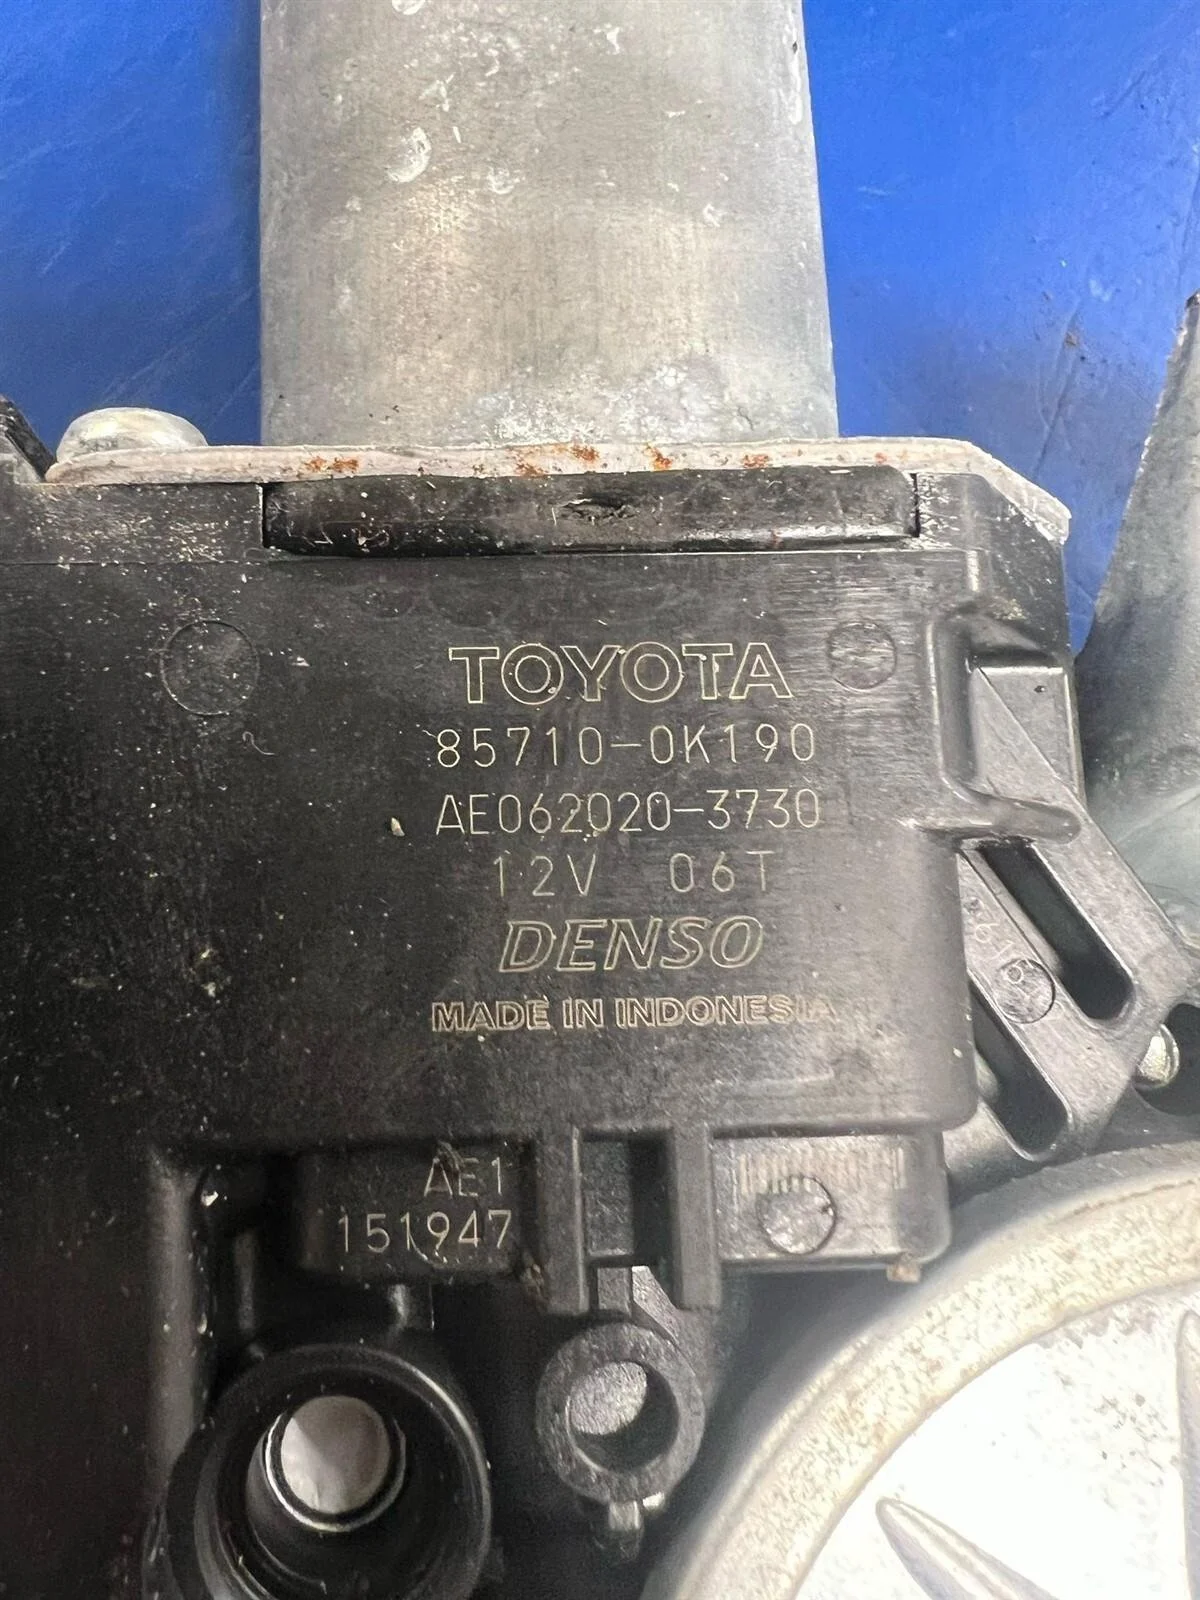 TOYOTA
85710-0K190
AE062020-3730
12V 06T
DENSO
MADE IN INDONESIA
AE1
151947